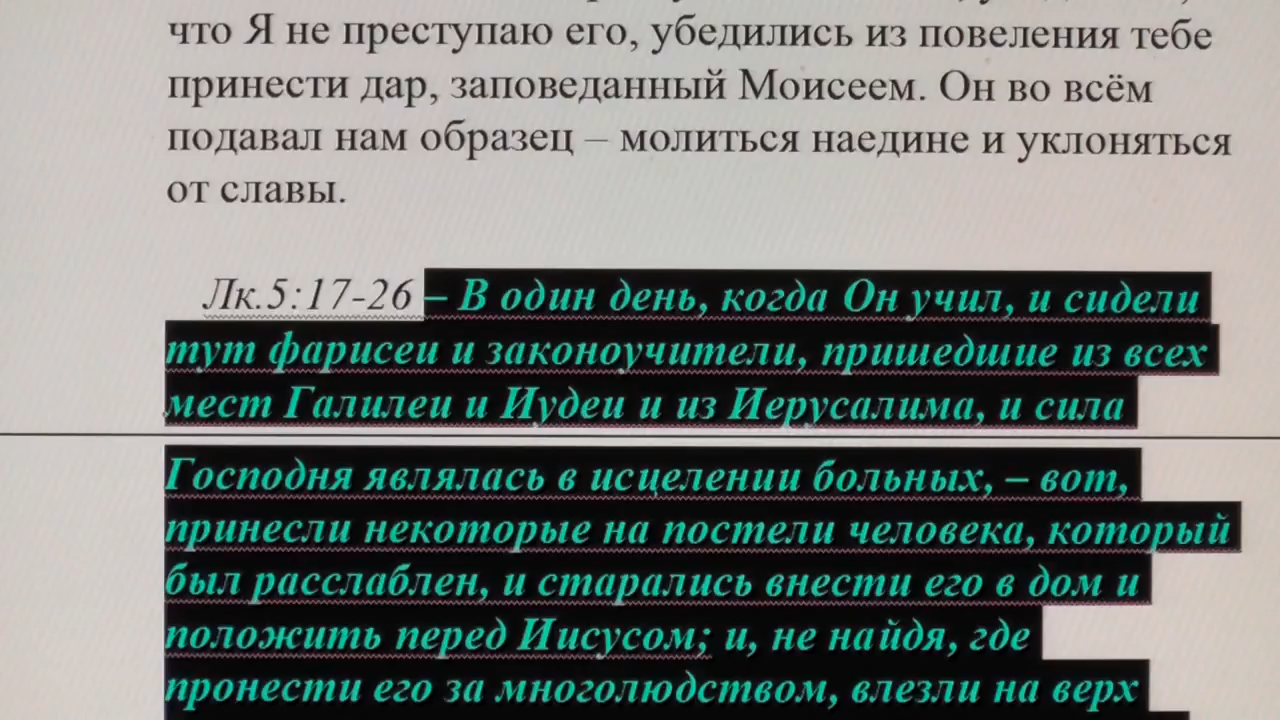 что Я не преступаю его, убедились из повеления тебе
принести дар, заповеданный Моисеем. Он во всём
подавал нам образец – молиться наедине и уклоняться
от славы.
Лк.5:17-26 – В один день, когда Он учил, и сидели
тут фарисеи и законоучители, пришедшие из всех
мест Галилеи и Иудеи и из Иерусалима, и сила
Господня являлась в исцелении больных, – вот,
принесли некоторые на постели человека, который
был расслаблен, и старались внести его в дом и
положить перед Иисусом; и, не найдя, где
пронести его за многолюдством, влезли на верх